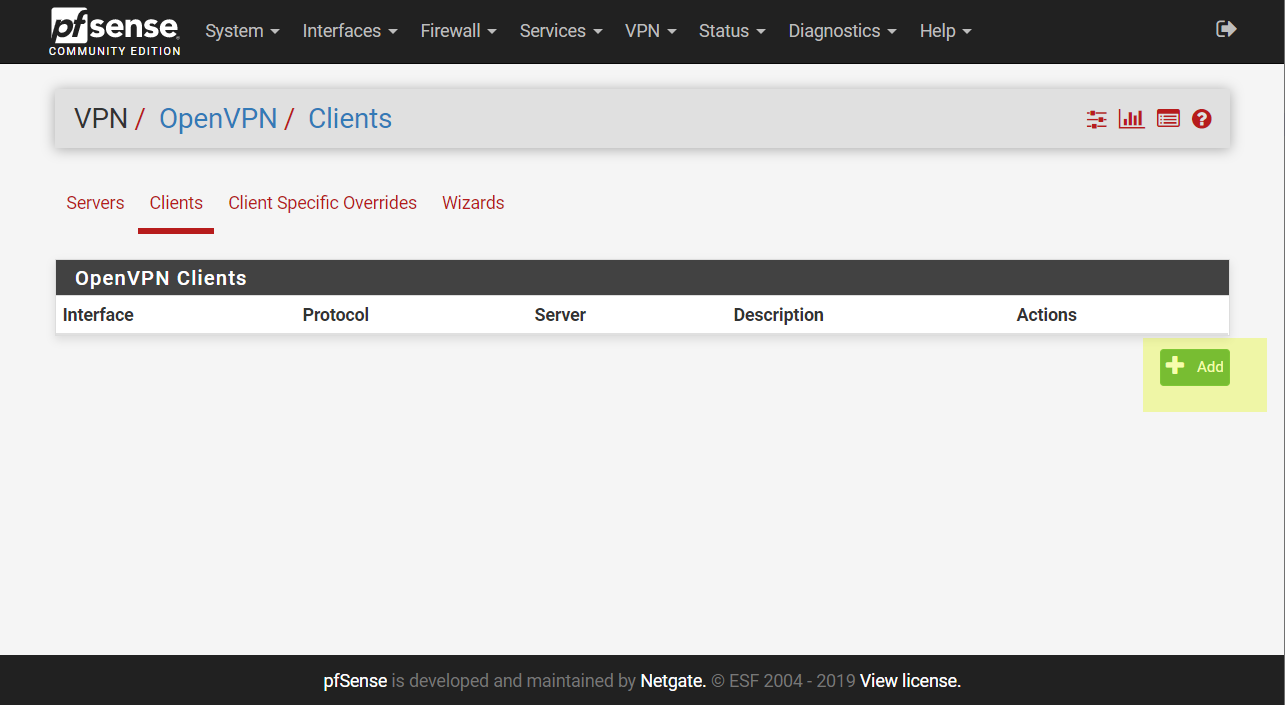 pfsense
COMMUNITY EDITION
System Interfaces Firewall Services VPN Status Diagnostics Help
VPN / OpenVPN / Clients
Servers Clients Client Specific Overrides Wizards
OpenVPN Clients
Interface Protocol Server Description Actions
Add
pfSense is developed and maintained by Netgate. © ESF 2004 - 2019 View license.